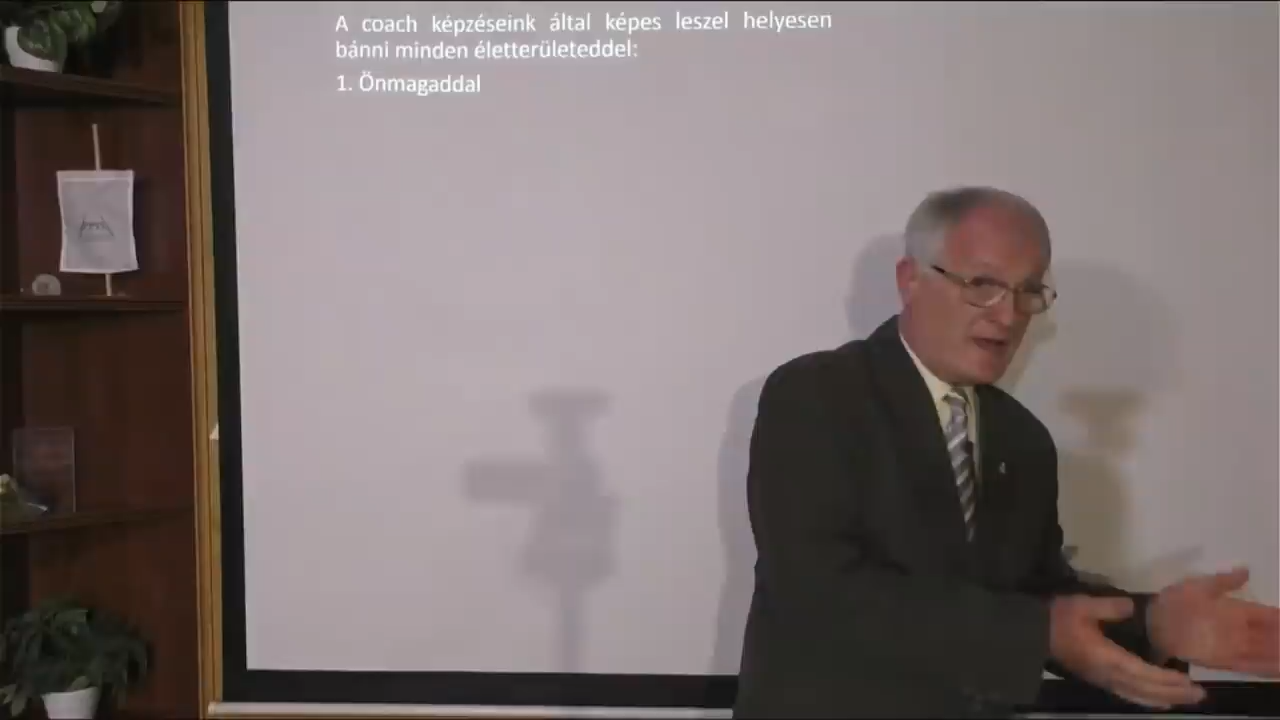 A coach képzéseink által képes leszel helyesen
bánni minden életterületeddel:
1. Önmagaddal